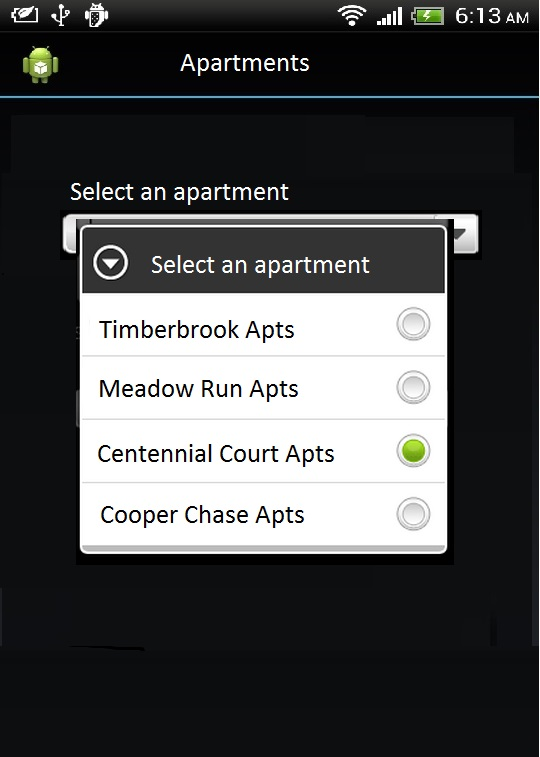 6:13 AM
Apartments
Select an apartment
Select an apartment
Timberbrook Apts
Meadow Run Apts
Centennial Court Apts
Cooper Chase Apts